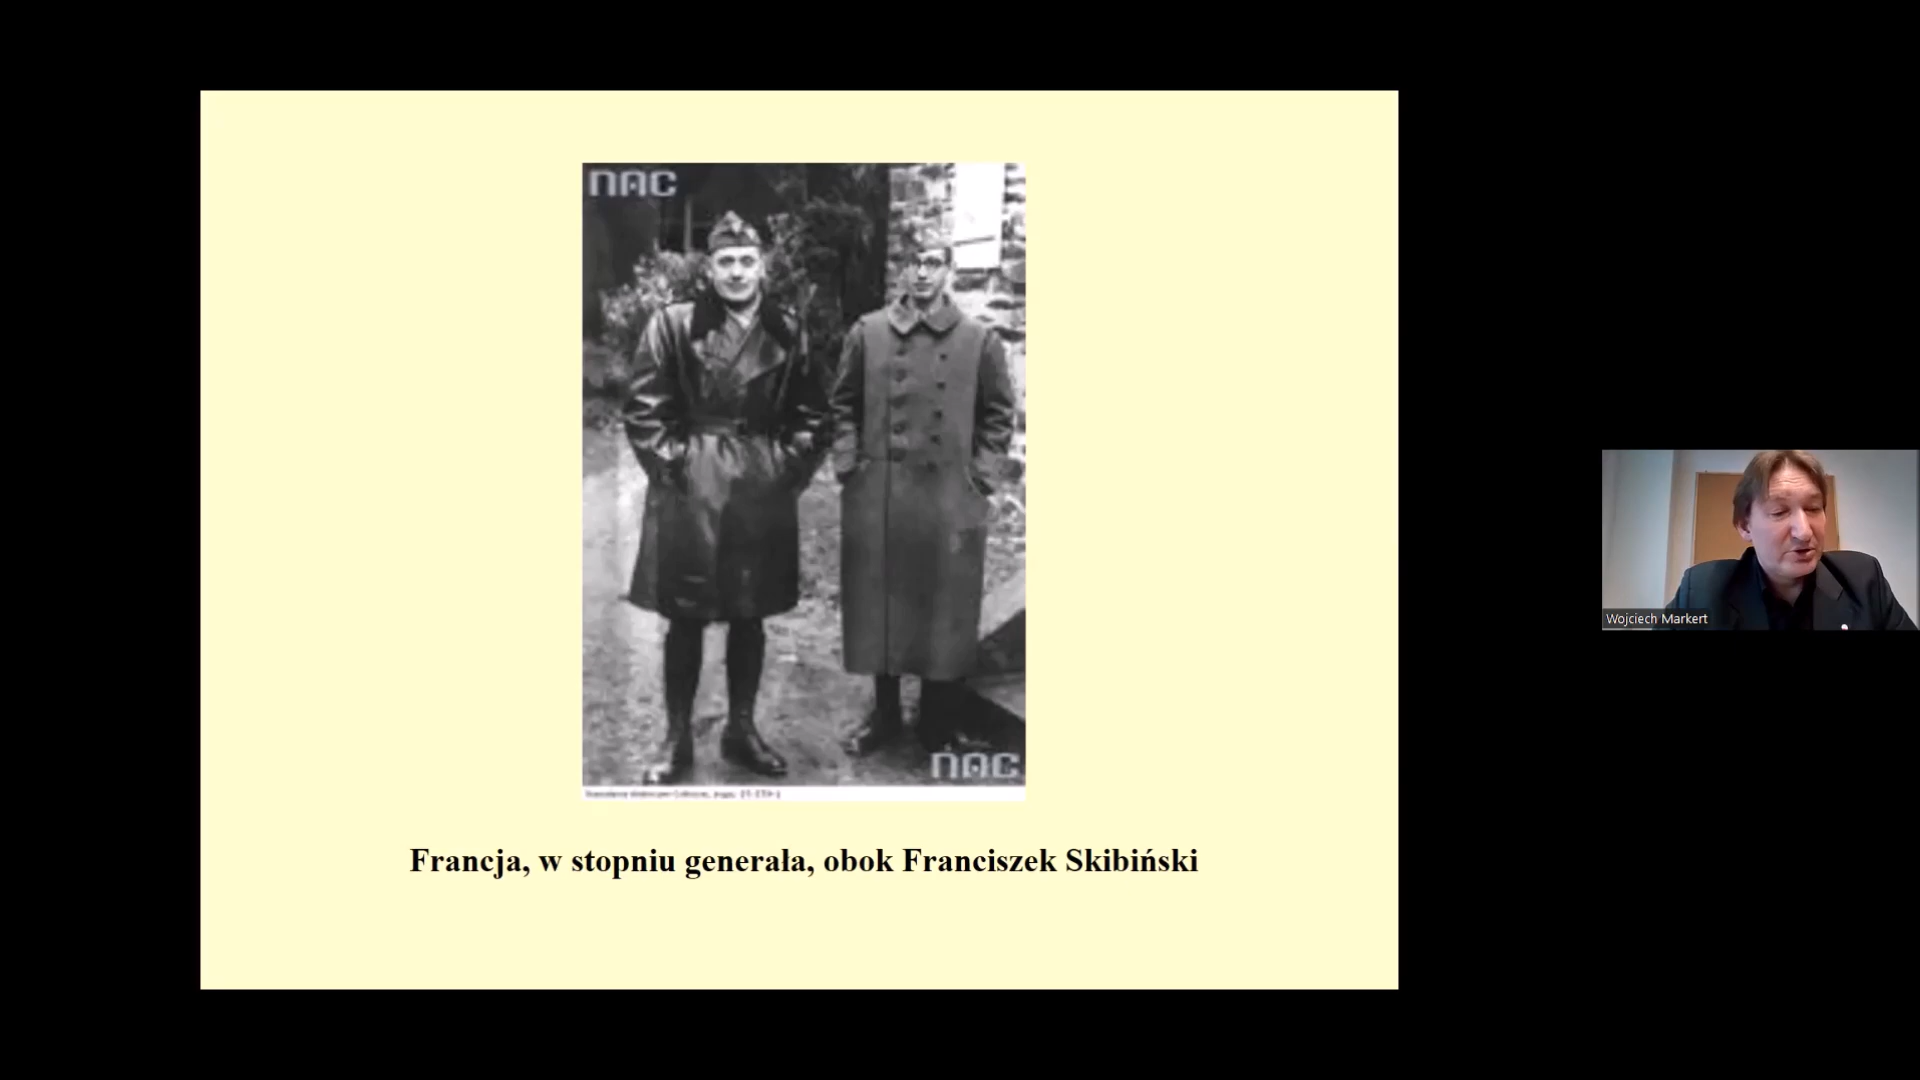 NAC
NAC
Francja, w stopniu generała, obok Franciszek Skibiński
Wojciech Markert